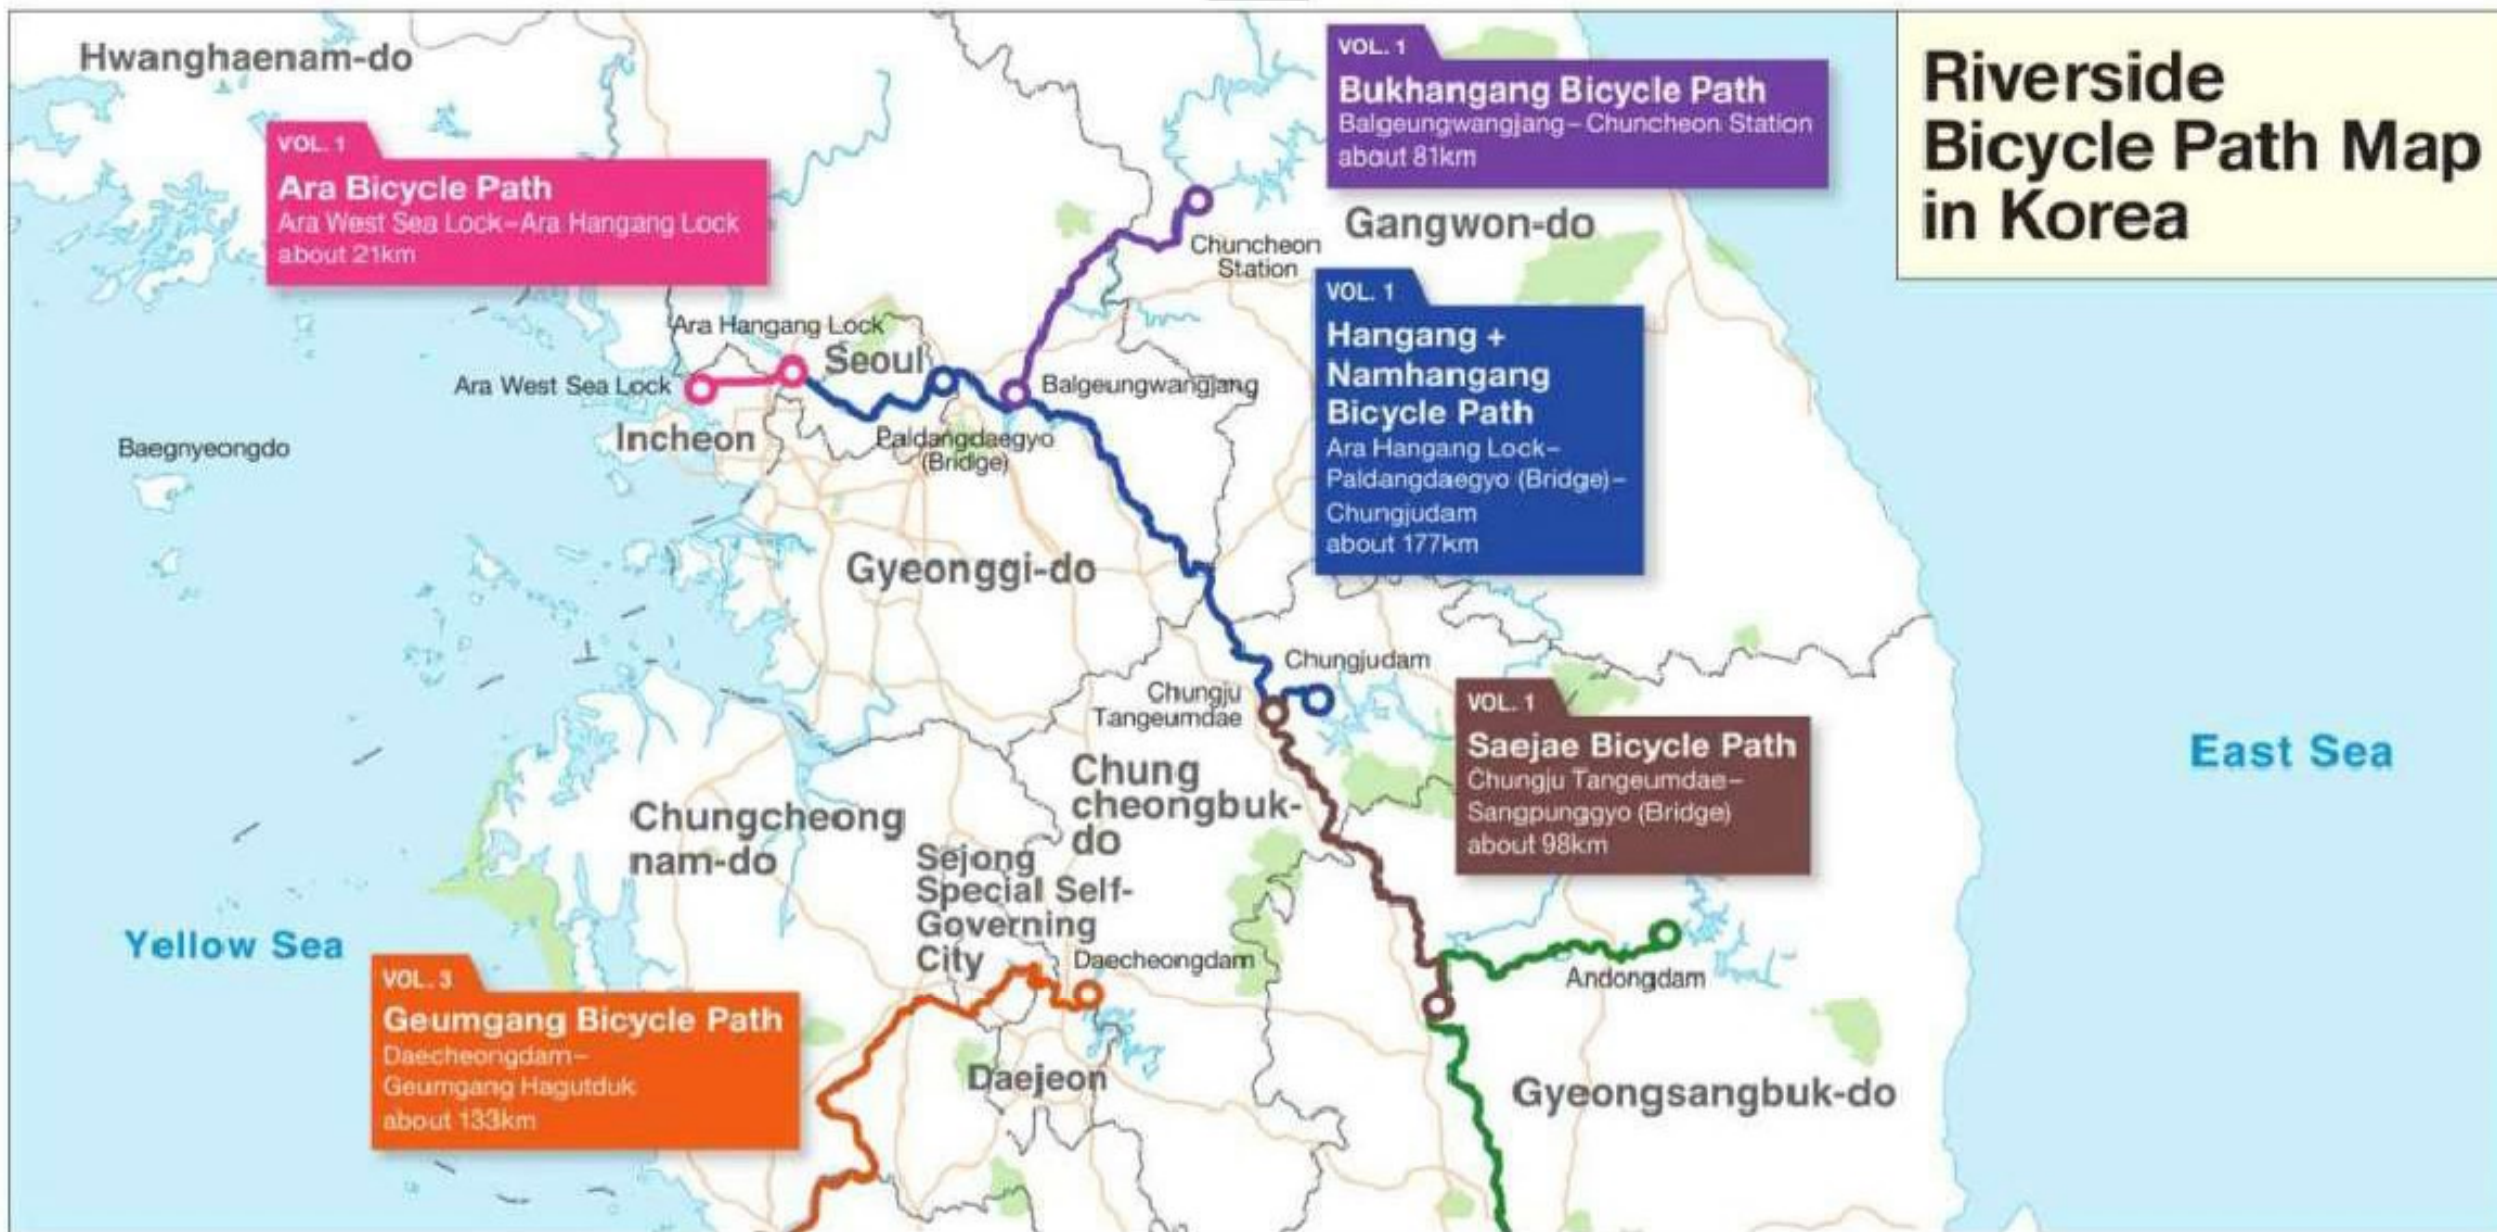 Riverside
Bicycle Path Map
in Korea
Hwanghaenam-do
VOL. 1
Bukhangang Bicycle Path
Balgeungwangjang–Chuncheon Station
about 81km
VOL. 1
Ara Bicycle Path
Ara West Sea Lock–Ara Hangang Lock
about 21km
Gangwon-do
Chuncheon
Station
VOL. 1
Hangang +
Namhangang
Bicycle Path
Ara Hangang Lock–
Paldangdaegyo (Bridge)–
Chungjudam
about 177km
Ara Hangang Lock
Seoul
Ara West Sea Lock
Balgeungwangjang
Incheon
Paldangdaegyo
(Bridige)
Baegnyeongdo
Gyeonggi-do
Chungjudam
Chungju
Tangeumdae
VOL. 1
Saejae Bicycle Path
Chungju Tangeumdae–
Sangpunggyo (Bridge)
about 98km
East Sea
Chung
cheongbuk-
do
Chungcheong
nam-do
Sejong
Special Self-
Governing
City
Daecheongdam
Yellow Sea
Andongdam
VOL. 3
Geumgang Bicycle Path
Daecheongdam–
Geumgang Hagutduk
about 133km
Daejeon
Gyeongsangbuk-do